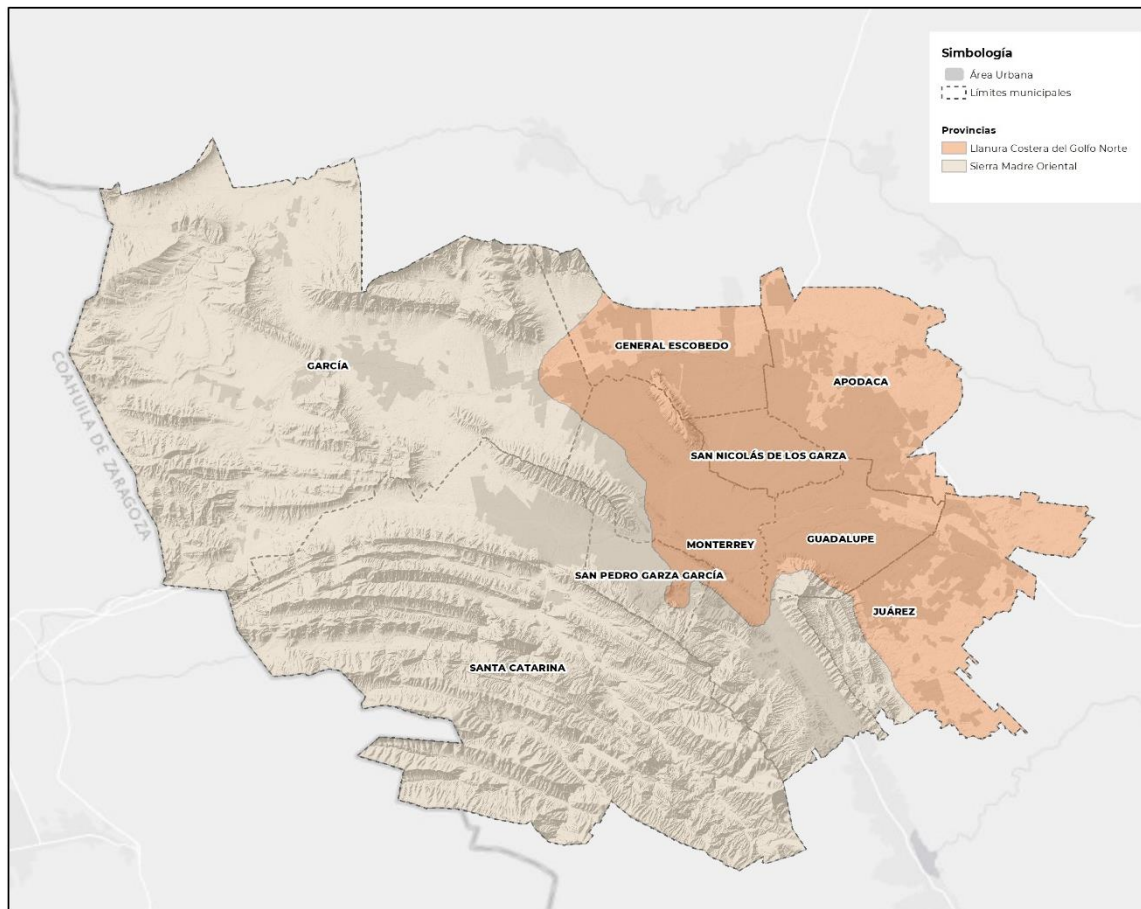 Simbología
Área Urbana
Límites municipales
Provincias
Llanura Costera del Golfo Norte
Sierra Madre Oriental
GENERAL ESCOBEDO
GARCÍA
APODACA
COAHUILA DE ZARAGOZA
SAN NICOLÁS DE LOS GARZA
GUADALUPE
MONTERREY
SAN PEDRO GARZA GARCÍA
JUÁREZ
SANTA CATARINA